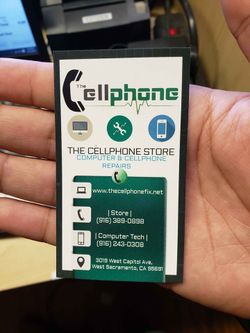 The
Cellphone
THE CELLPHONE STORE
COMPUTER & CELLPHONE
REPAIRS
www.thecellphonefix.net
| Store |
(916) 389-0898
| Computer Tech |
(916) 243-0308
3019 West Capitol Ave,
West Sacramento, CA 95691